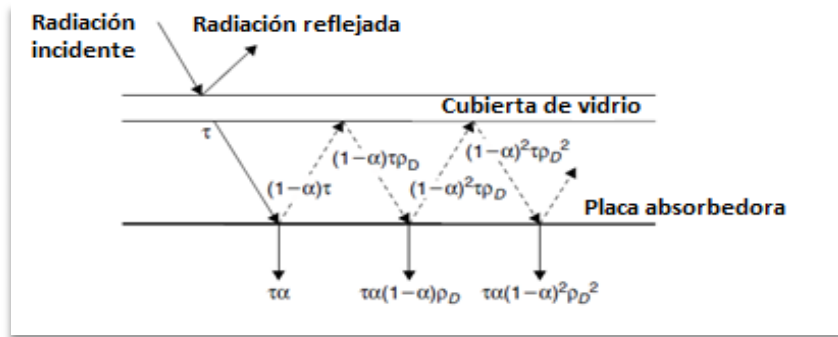 Radiación
incidente
Radiación reflejada
Cubierta de vidrio
τ
(1−α)τ
(1−α)τρD
(1−α)²τρD
(1−α)²τρD²
Placa absorbedora
τα
τα(1−α)ρD
τα(1−α)²ρD²